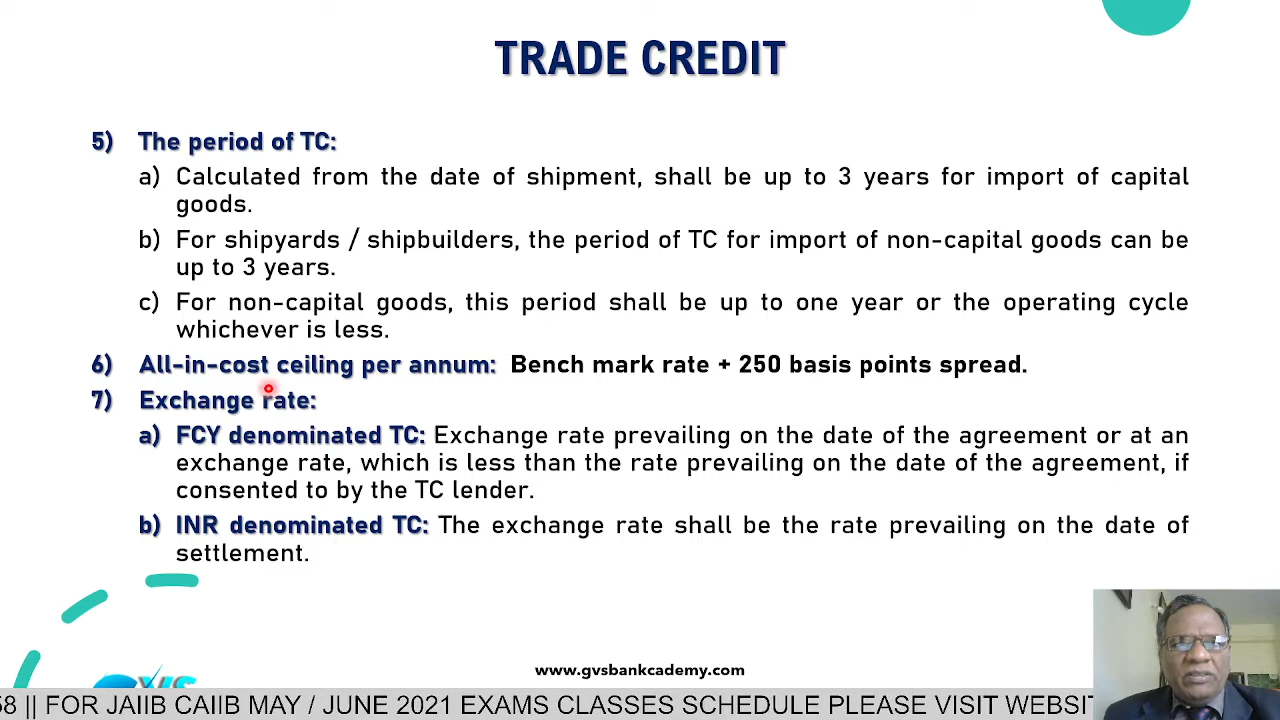 TRADE CREDIT
5) The period of TC:
a) Calculated from the date of shipment, shall be up to 3 years for import of capital
goods.
b) For shipyards / shipbuilders, the period of TC for import of non-capital goods can be
up to 3 years.
c) For non-capital goods, this period shall be up to one year or the operating cycle
whichever is less.
6) All-in-cost ceiling per annum: Bench mark rate + 250 basis points spread.
7) Exchange rate:
a) FCY denominated TC: Exchange rate prevailing on the date of the agreement or at an
exchange rate, which is less than the rate prevailing on the date of the agreement, if
consented to by the TC lender.
b) INR denominated TC: The exchange rate shall be the rate prevailing on the date of
settlement.
www.gvsbankcademy.com
58 || FOR JAIIB CAIIB MAY / JUNE 2021 EXAMS CLASSES SCHEDULE PLEASE VISIT WEBSIT